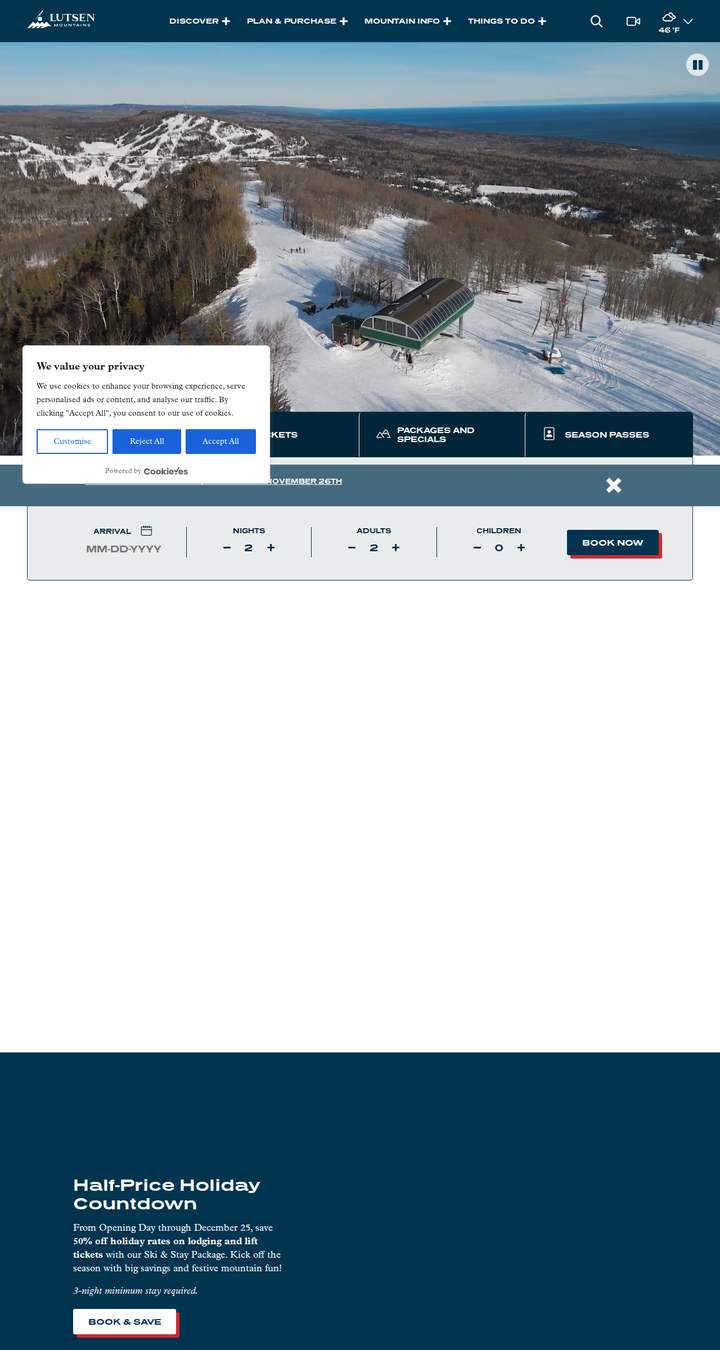 LUTSEN
MOUNTAINS
DISCOVER
PLAN & PURCHASE
MOUNTAIN INFO
THINGS TO DO
46 °F
We value your privacy
We use cookies to enhance your browsing experience, serve
personalised ads or content, and analyse our traffic. By
clicking "Accept All", you consent to our use of cookies.
Customise
Reject All
Accept All
Powered by CookieYes
PACKAGES AND
SPECIALS
SEASON PASSES
NOVEMBER 26TH
ARRIVAL
NIGHTS
ADULTS
CHILDREN
MM-DD-YYYY
- 2 +
- 2 +
- 0 +
BOOK NOW
Half-Price Holiday
Countdown
From Opening Day through December 25, save
50% off holiday rates on lodging and lift
tickets with our Ski & Stay Package. Kick off the
season with big savings and festive mountain fun!
3-night minimum stay required.
BOOK & SAVE